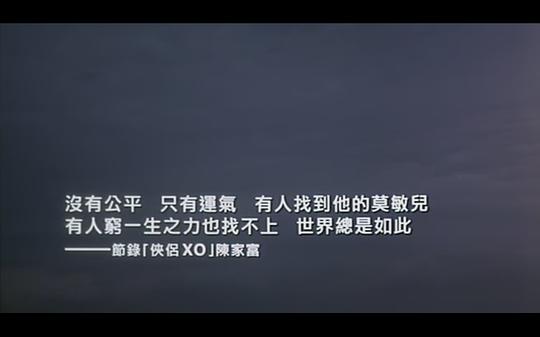 沒有公平　只有運氣　有人找到他的莫敏兒
有人窮一生之力也找不上　世界總是如此
———節錄「俠侶XO」陳家富